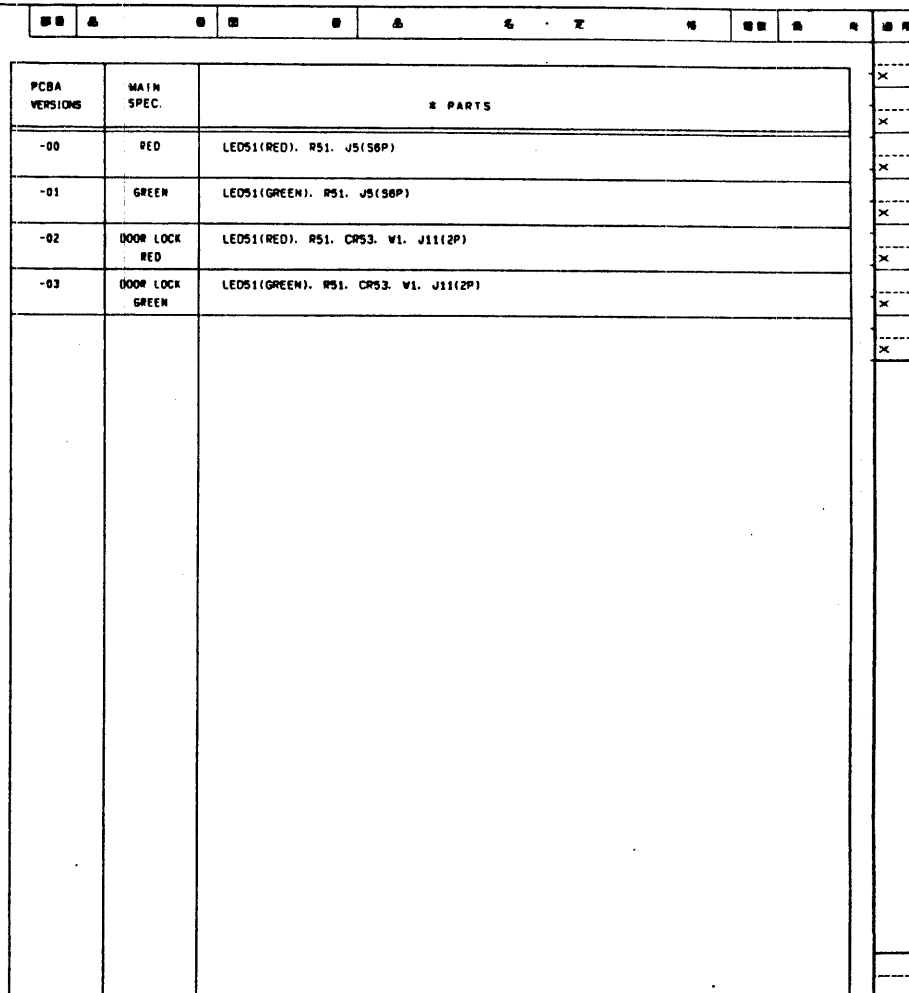 PCBA MAIN
VERSIONS SPEC. * PARTS
-00 RED LED51(RED). R51. J5(S6P)
-01 GREEN LED51(GREEN). R51. J5(S6P)
-02 DOOR LOCK LED51(RED). R51. CR53. W1. J11(2P)
RED
-03 DOOR LOCK LED51(GREEN). R51. CR53. W1. J11(2P)
GREEN